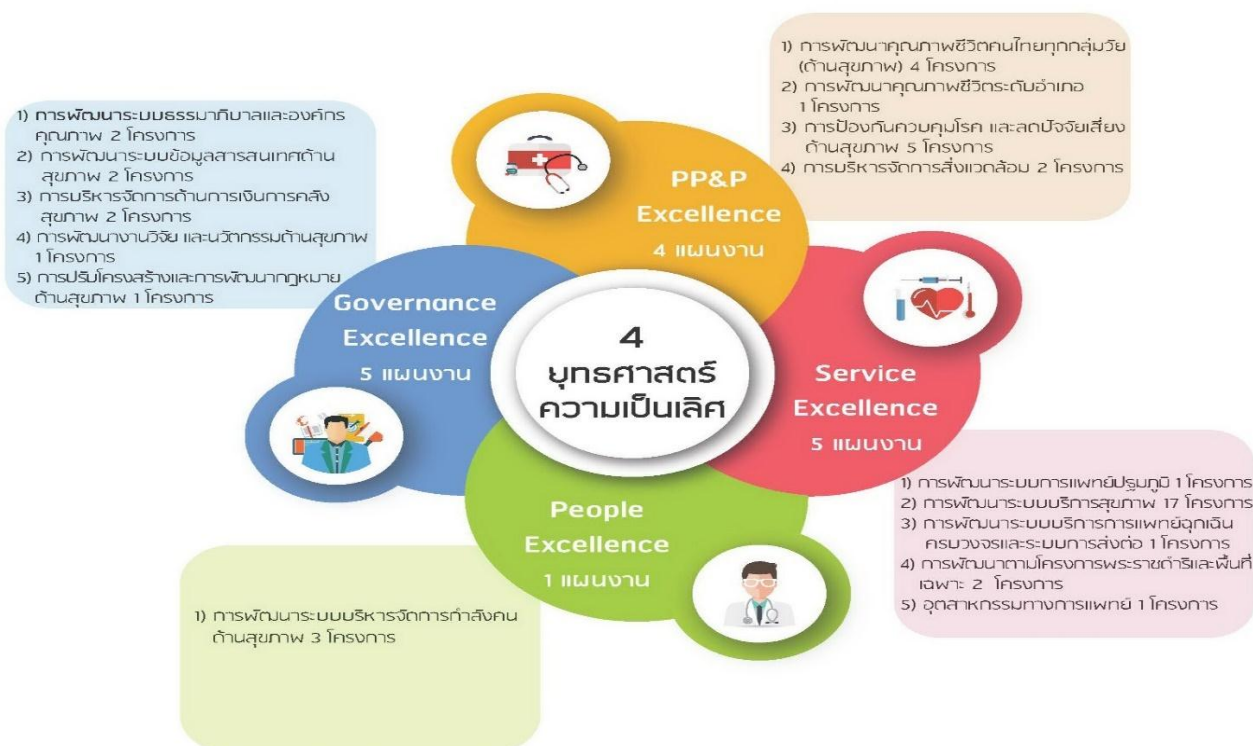 1) การพัฒนาคุณภาพชีวิตคนไทยทุกกลุ่มวัย
(ด้านสุขภาพ) 4 โครงการ
2) การพัฒนาคุณภาพชีวิตระดับอำเภอ
1 โครงการ
3) การป้องกันควบคุมโรค และลดปัจจัยเสี่ยง
ด้านสุขภาพ 5 โครงการ
4) การบริหารจัดการสิ่งแวดล้อม 2 โครงการ
1) การพัฒนาระบบธรรมาภิบาลและองค์กร
คุณภาพ 2 โครงการ
2) การพัฒนาระบบข้อมูลสารสนเทศด้าน
สุขภาพ 2 โครงการ
3) การบริหารจัดการด้านการเงินการคลัง
สุขภาพ 2 โครงการ
4) การพัฒนางานวิจัย และนวัตกรรมด้านสุขภาพ
1 โครงการ
5) การปรับโครงสร้างและการพัฒนากฎหมาย
ด้านสุขภาพ 1 โครงการ
PP&P
Excellence
4 แผนงาน
Governance
Excellence
5 แผนงาน
4
ยุทธศาสตร์
ความเป็นเลิศ
Service
Excellence
5 แผนงาน
People
Excellence
1 แผนงาน
1) การพัฒนาระบบการแพทย์ปฐมภูมิ 1 โครงการ
2) การพัฒนาระบบบริการสุขภาพ 17 โครงการ
3) การพัฒนาระบบบริการการแพทย์ฉุกเฉิน
ครบวงจรและระบบการส่งต่อ 1 โครงการ
4) การพัฒนาตามโครงการพระราชดำริและพื้นที่
เฉพาะ 2 โครงการ
5) อุตสาหกรรมทางการแพทย์ 1 โครงการ
1) การพัฒนาระบบบริหารจัดการกำลังคน
ด้านสุขภาพ 3 โครงการ